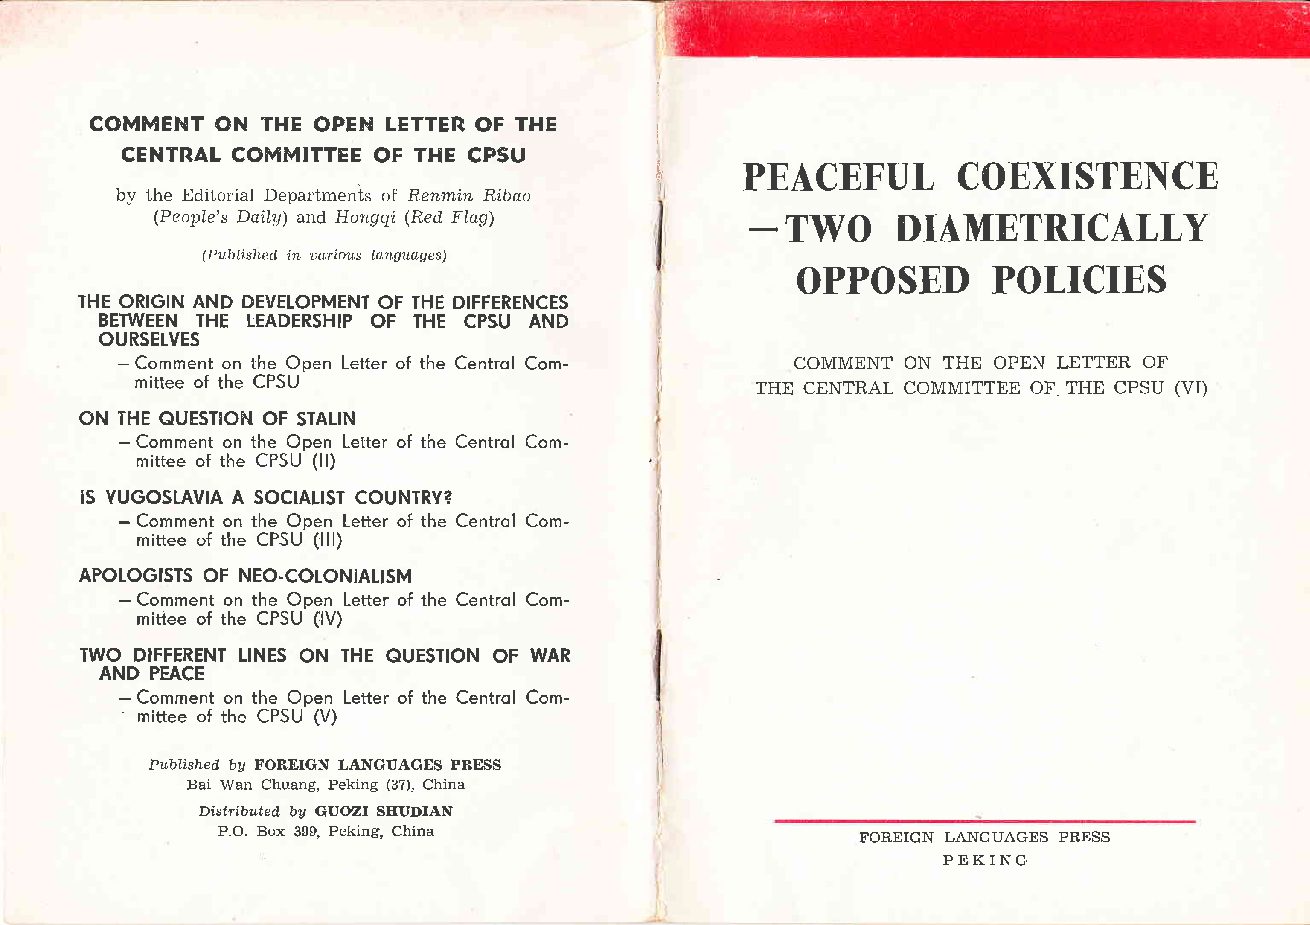 COMMENT ON THE OPEN LETTER OF THE
CENTRAL COMMITTEE OF THE CPSU
by the Editorial Departments of Renmin Ribao
(People's Daily) and Hongqi (Red Flag)
(Published in various languages)
THE ORIGIN AND DEVELOPMENT OF THE DIFFERENCES
BETWEEN THE LEADERSHIP OF THE CPSU AND
OURSELVES
— Comment on the Open Letter of the Central Com-
mittee of the CPSU
ON THE QUESTION OF STALIN
— Comment on the Open Letter of the Central Com-
mittee of the CPSU (II)
IS YUGOSLAVIA A SOCIALIST COUNTRY?
— Comment on the Open Letter of the Central Com-
mittee of the CPSU (III)
APOLOGISTS OF NEO-COLONIALISM
— Comment on the Open Letter of the Central Com-
mittee of the CPSU (IV)
TWO DIFFERENT LINES ON THE QUESTION OF WAR
AND PEACE
— Comment on the Open Letter of the Central Com-
mittee of the CPSU (V)
Published by FOREIGN LANGUAGES PRESS
Bai Wan Chuang, Peking (37), China
Distributed by GUOZI SHUDIAN
P.O. Box 399, Peking, China
PEACEFUL COEXISTENCE
—TWO DIAMETRICALLY
OPPOSED POLICIES
COMMENT ON THE OPEN LETTER OF
THE CENTRAL COMMITTEE OF THE CPSU (VI)
FOREIGN LANGUAGES PRESS
PEKING